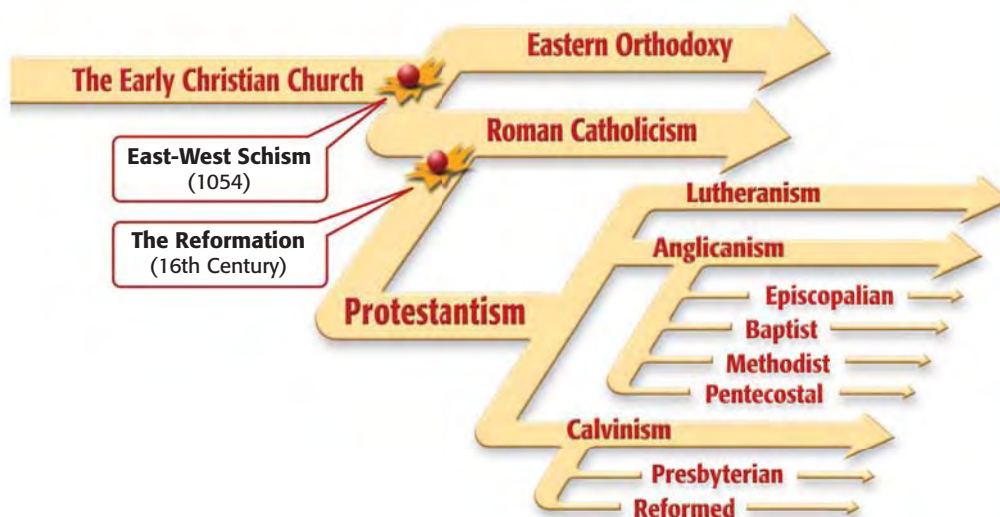 The Early Christian Church
Eastern Orthodoxy
East-West Schism
(1054)
Roman Catholicism
The Reformation
(16th Century)
Protestantism
Lutheranism
Anglicanism
Episcopalian
Baptist
Methodist
Pentecostal
Calvinism
Presbyterian
Reformed